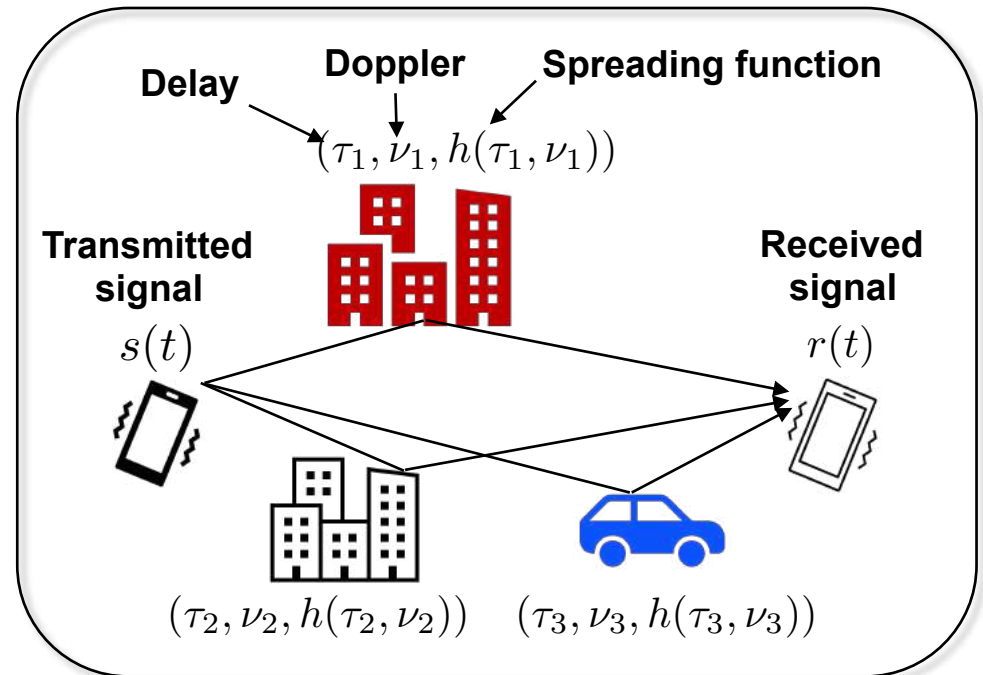 Delay
Doppler
Spreading function
(τ₁, ν₁, h(τ₁, ν₁))
Transmitted
signal
s(t)
Received
signal
r(t)
(τ₂, ν₂, h(τ₂, ν₂))
(τ₃, ν₃, h(τ₃, ν₃))